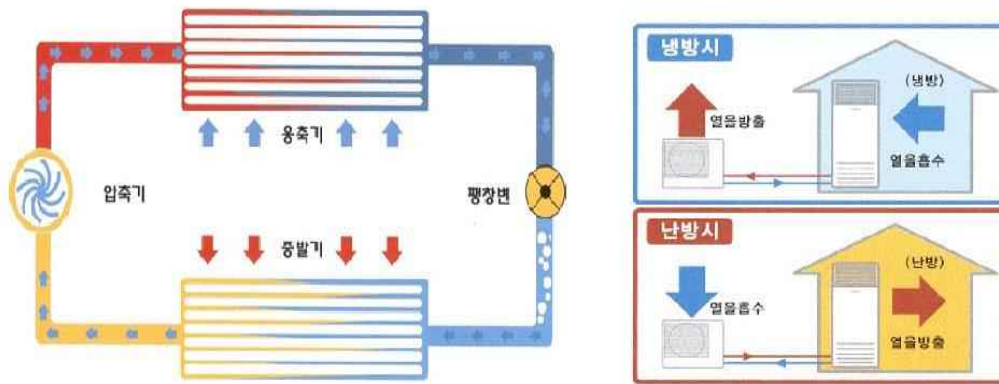 응축기
압축기
팽창변
증발기
냉방시
(냉방)
열을방출
열을흡수
난방시
(난방)
열을흡수
열을방출